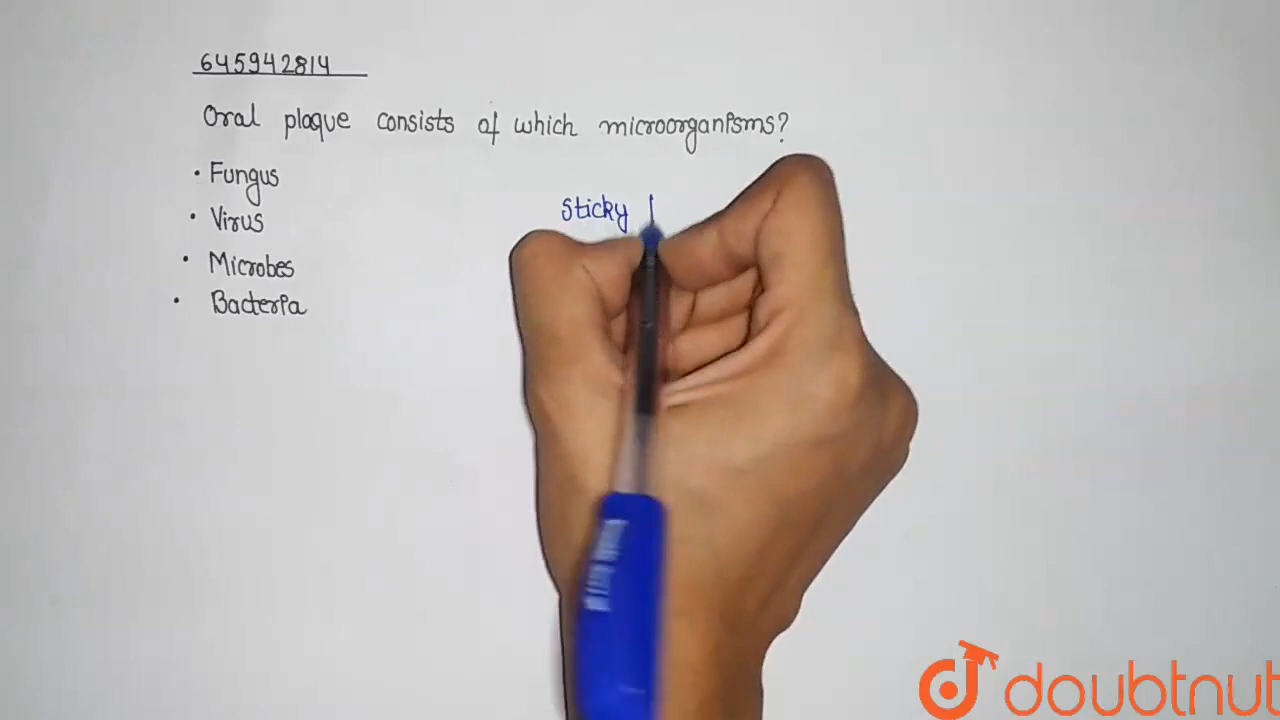 645942814
Oral plaque consists of which microorganisms?
• Fungus
• Virus
• Microbes
• Bacteria
Sticky
doubtnut